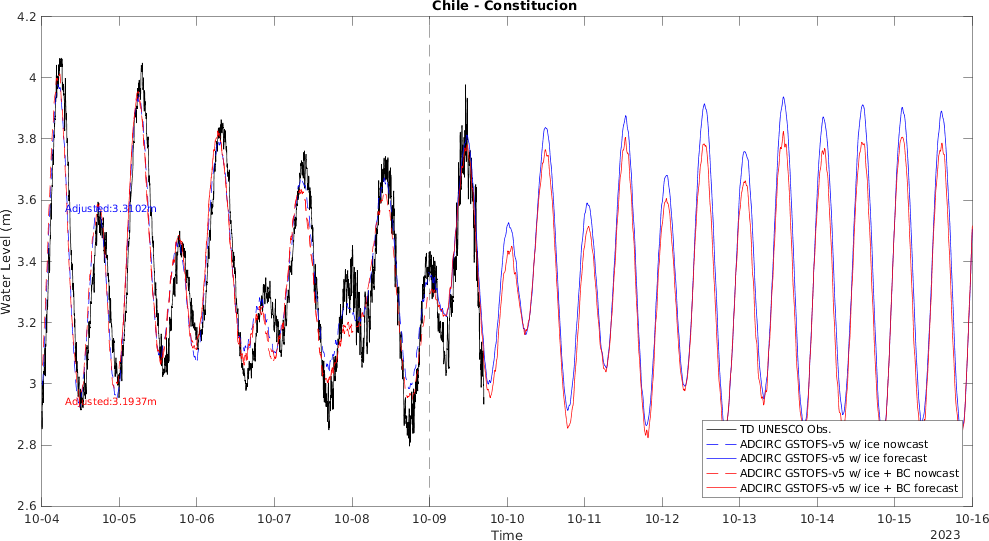 Chile - Constitucion
Water Level (m)
4.2
4
3.8
3.6
3.4
3.2
3
2.8
2.6
Adjusted:3.3102m
Adjusted:3.1937m
TD UNESCO Obs.
ADCIRC GSTOFS-v5 w/ ice nowcast
ADCIRC GSTOFS-v5 w/ ice forecast
ADCIRC GSTOFS-v5 w/ ice + BC nowcast
ADCIRC GSTOFS-v5 w/ ice + BC forecast
10-04 10-05 10-06 10-07 10-08 10-09 10-10 10-11 10-12 10-13 10-14 10-15 10-16
Time
2023